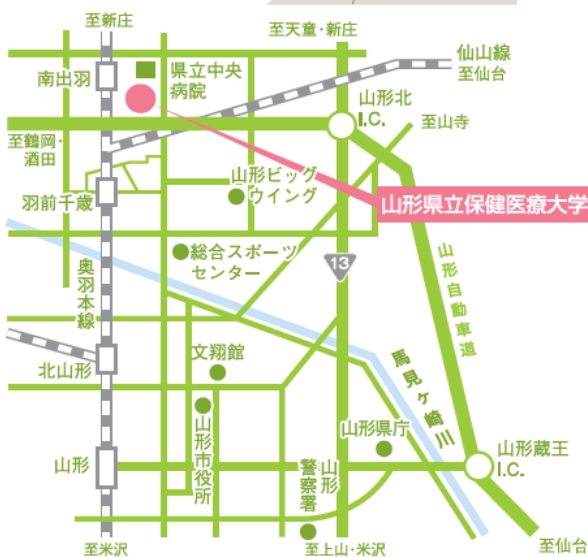 至新庄
至天童・新庄
仙山線
至仙台
南出羽
県立中央
病院
山形北
I.C.
至山寺
至鶴岡・
酒田
山形ビッグ
ウイング
羽前千歳
山形県立保健医療大学
総合スポーツ
センター
13
奥羽本線
山形自動車道
文翔館
北山形
馬見ヶ崎川
山形市役所
山形県庁
山形
警察署
山形蔵王
I.C.
山形
至米沢
至上山・米沢
至仙台